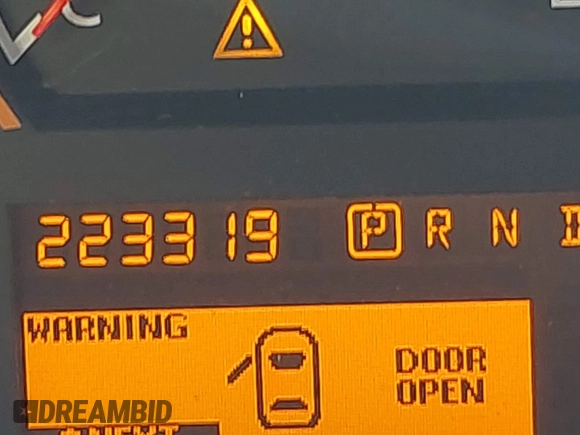 223319 P R N D
WARNING
DOOR
OPEN
DREAMBID